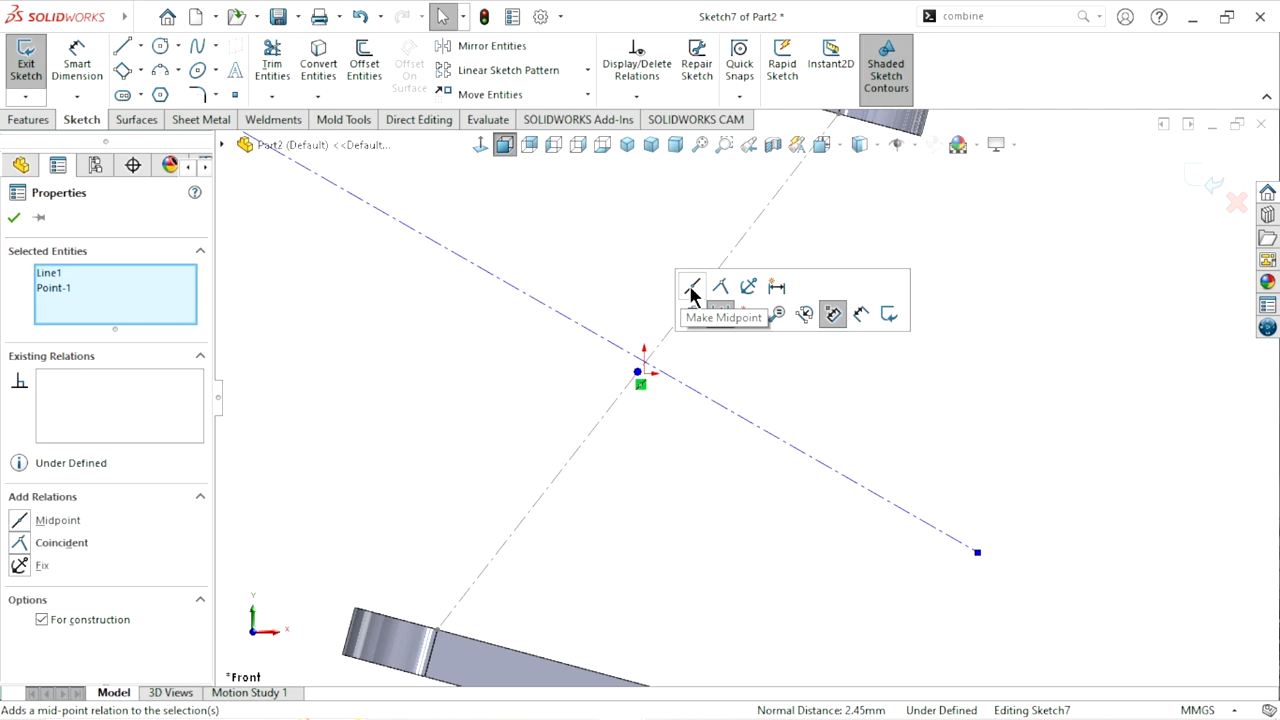 SOLIDWORKS
Sketch7 of Part2 *
combine
Exit Sketch
Smart Dimension
Trim Entities
Convert Entities
Offset Entities
Offset On Surface
Mirror Entities
Linear Sketch Pattern
Move Entities
Display/Delete Relations
Repair Sketch
Quick Snaps
Rapid Sketch
Instant2D
Shaded Sketch Contours
Features
Sketch
Surfaces
Sheet Metal
Weldments
Mold Tools
Direct Editing
Evaluate
SOLIDWORKS Add-Ins
SOLIDWORKS CAM
Part2 (Default) <<Default...
Properties
Selected Entities
Line1
Point-1
Make Midpoint
Existing Relations
Under Defined
Add Relations
Midpoint
Coincident
Fix
Options
For construction
Y
X
*Front
Model
3D Views
Motion Study 1
Adds a mid-point relation to the selection(s)
Normal Distance: 2.45mm
Under Defined
Editing Sketch7
MMGS